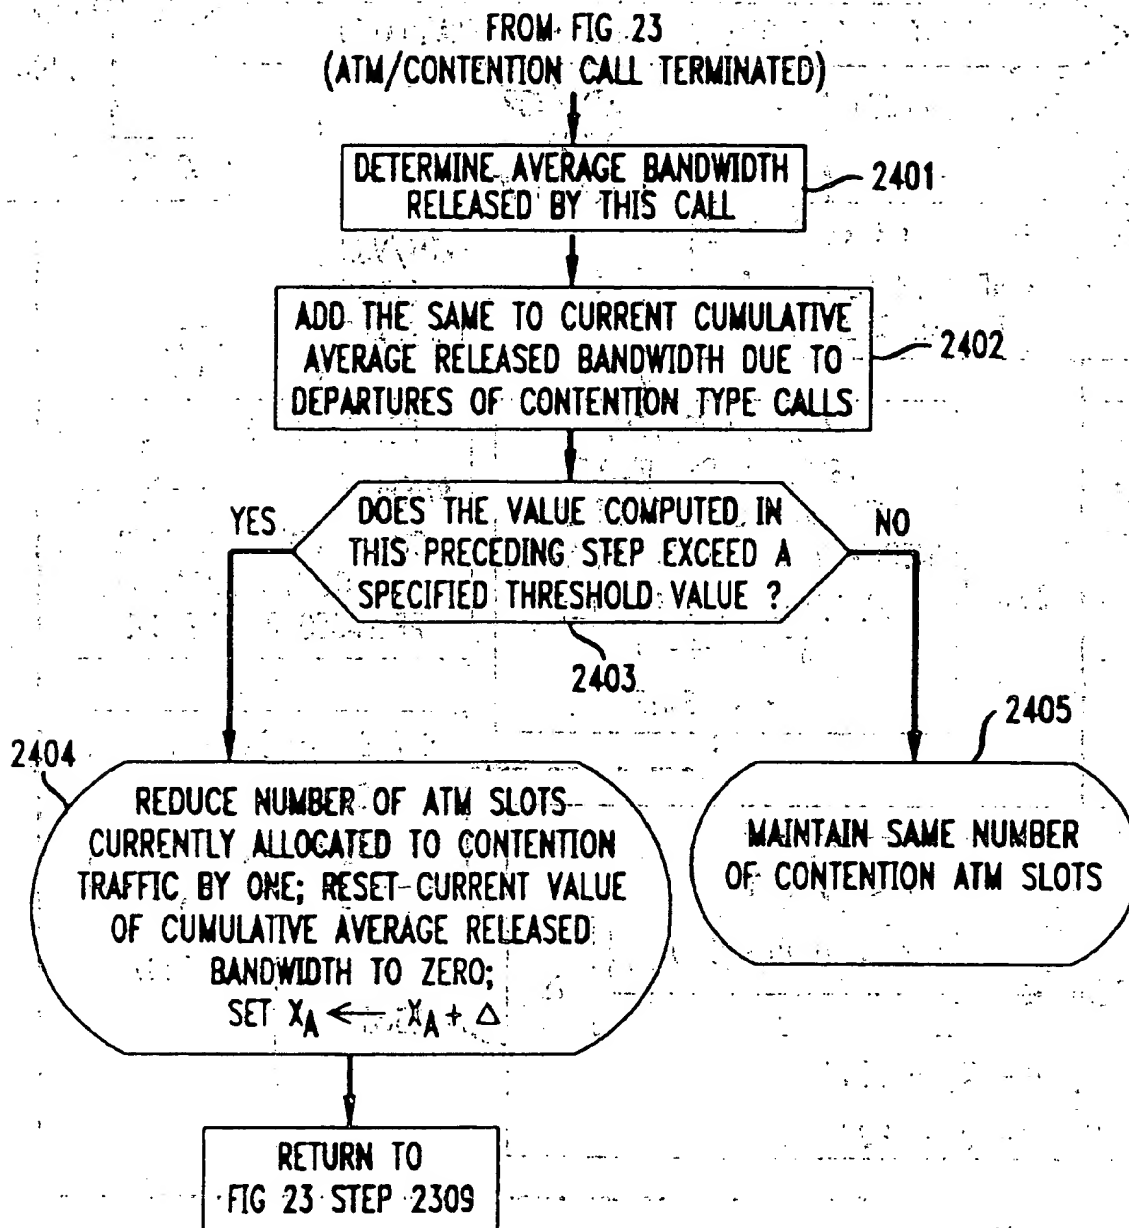 FROM FIG 23
(ATM/CONTENTION CALL TERMINATED)
DETERMINE AVERAGE BANDWIDTH
RELEASED BY THIS CALL
2401
ADD THE SAME TO CURRENT CUMULATIVE
AVERAGE RELEASED BANDWIDTH DUE TO
DEPARTURES OF CONTENTION TYPE CALLS
2402
DOES THE VALUE COMPUTED IN
THIS PRECEDING STEP EXCEED A
SPECIFIED THRESHOLD VALUE ?
YES
NO
2403
2404
REDUCE NUMBER OF ATM SLOTS
CURRENTLY ALLOCATED TO CONTENTION
TRAFFIC BY ONE; RESET CURRENT VALUE
OF CUMULATIVE AVERAGE RELEASED
BANDWIDTH TO ZERO;
SET X_A ← X_A + Δ
2405
MAINTAIN SAME NUMBER
OF CONTENTION ATM SLOTS
RETURN TO
FIG 23 STEP 2309